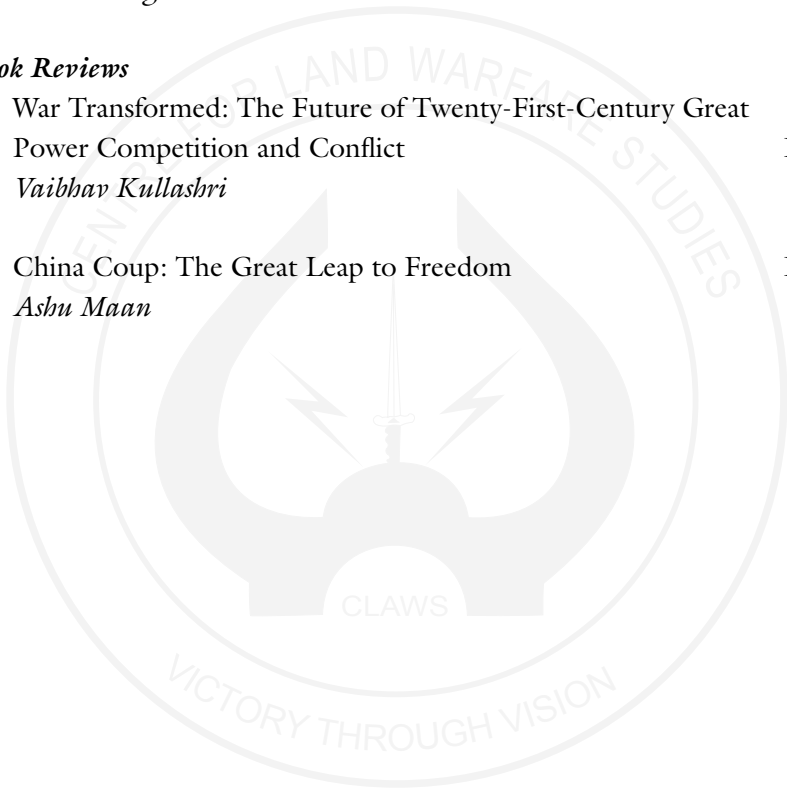 ok Reviews
War Transformed: The Future of Twenty-First-Century Great
Power Competition and Conflict
Vaibhav Kullashri
China Coup: The Great Leap to Freedom
Ashu Maan
CENTRE FOR LAND WARFARE STUDIES
CLAWS
VICTORY THROUGH VISION